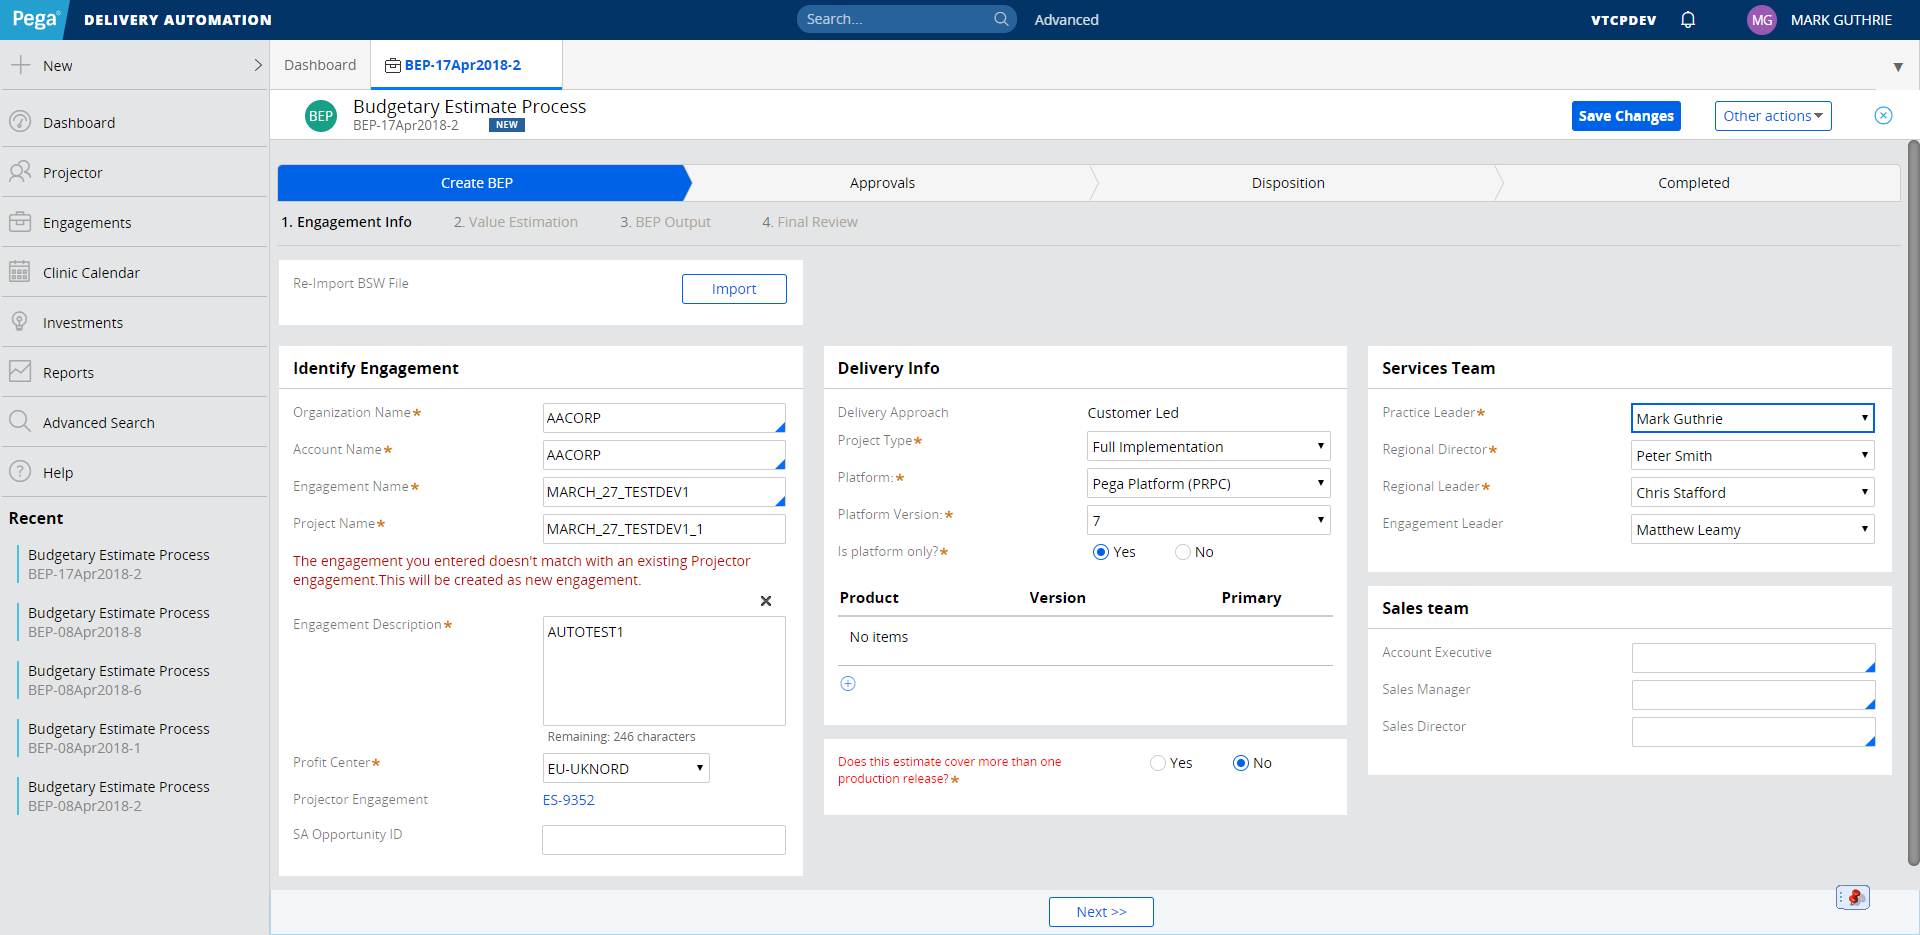 Pega
DELIVERY AUTOMATION
Search...
Advanced
VTCPDEV
MG
MARK GUTHRIE
New
Dashboard
Projector
Engagements
Clinic Calendar
Investments
Reports
Advanced Search
Help
Recent
Budgetary Estimate Process
BEP-17Apr2018-2
Budgetary Estimate Process
BEP-08Apr2018-8
Budgetary Estimate Process
BEP-08Apr2018-6
Budgetary Estimate Process
BEP-08Apr2018-1
Budgetary Estimate Process
BEP-08Apr2018-2
Dashboard
BEP-17Apr2018-2
BEP
Budgetary Estimate Process
BEP-17Apr2018-2 NEW
Save Changes
Other actions
Create BEP
Approvals
Disposition
Completed
1. Engagement Info
2. Value Estimation
3. BEP Output
4. Final Review
Re-Import BSW File
Import
Identify Engagement
Organization Name* AACORP
Account Name* AACORP
Engagement Name* MARCH_27_TESTDEV1
Project Name* MARCH_27_TESTDEV1_1
The engagement you entered doesn't match with an existing Projector
engagement.This will be created as new engagement.
Engagement Description* AUTOTEST1
Remaining: 246 characters
Profit Center* EU-UKNORD
Projector Engagement ES-9352
SA Opportunity ID
Delivery Info
Delivery Approach Customer Led
Project Type* Full Implementation
Platform:* Pega Platform (PRPC)
Platform Version:* 7
Is platform only?* Yes No
Product Version Primary
No items
Does this estimate cover more than one
production release?* Yes No
Services Team
Practice Leader* Mark Guthrie
Regional Director* Peter Smith
Regional Leader* Chris Stafford
Engagement Leader Matthew Leamy
Sales team
Account Executive
Sales Manager
Sales Director
Next >>